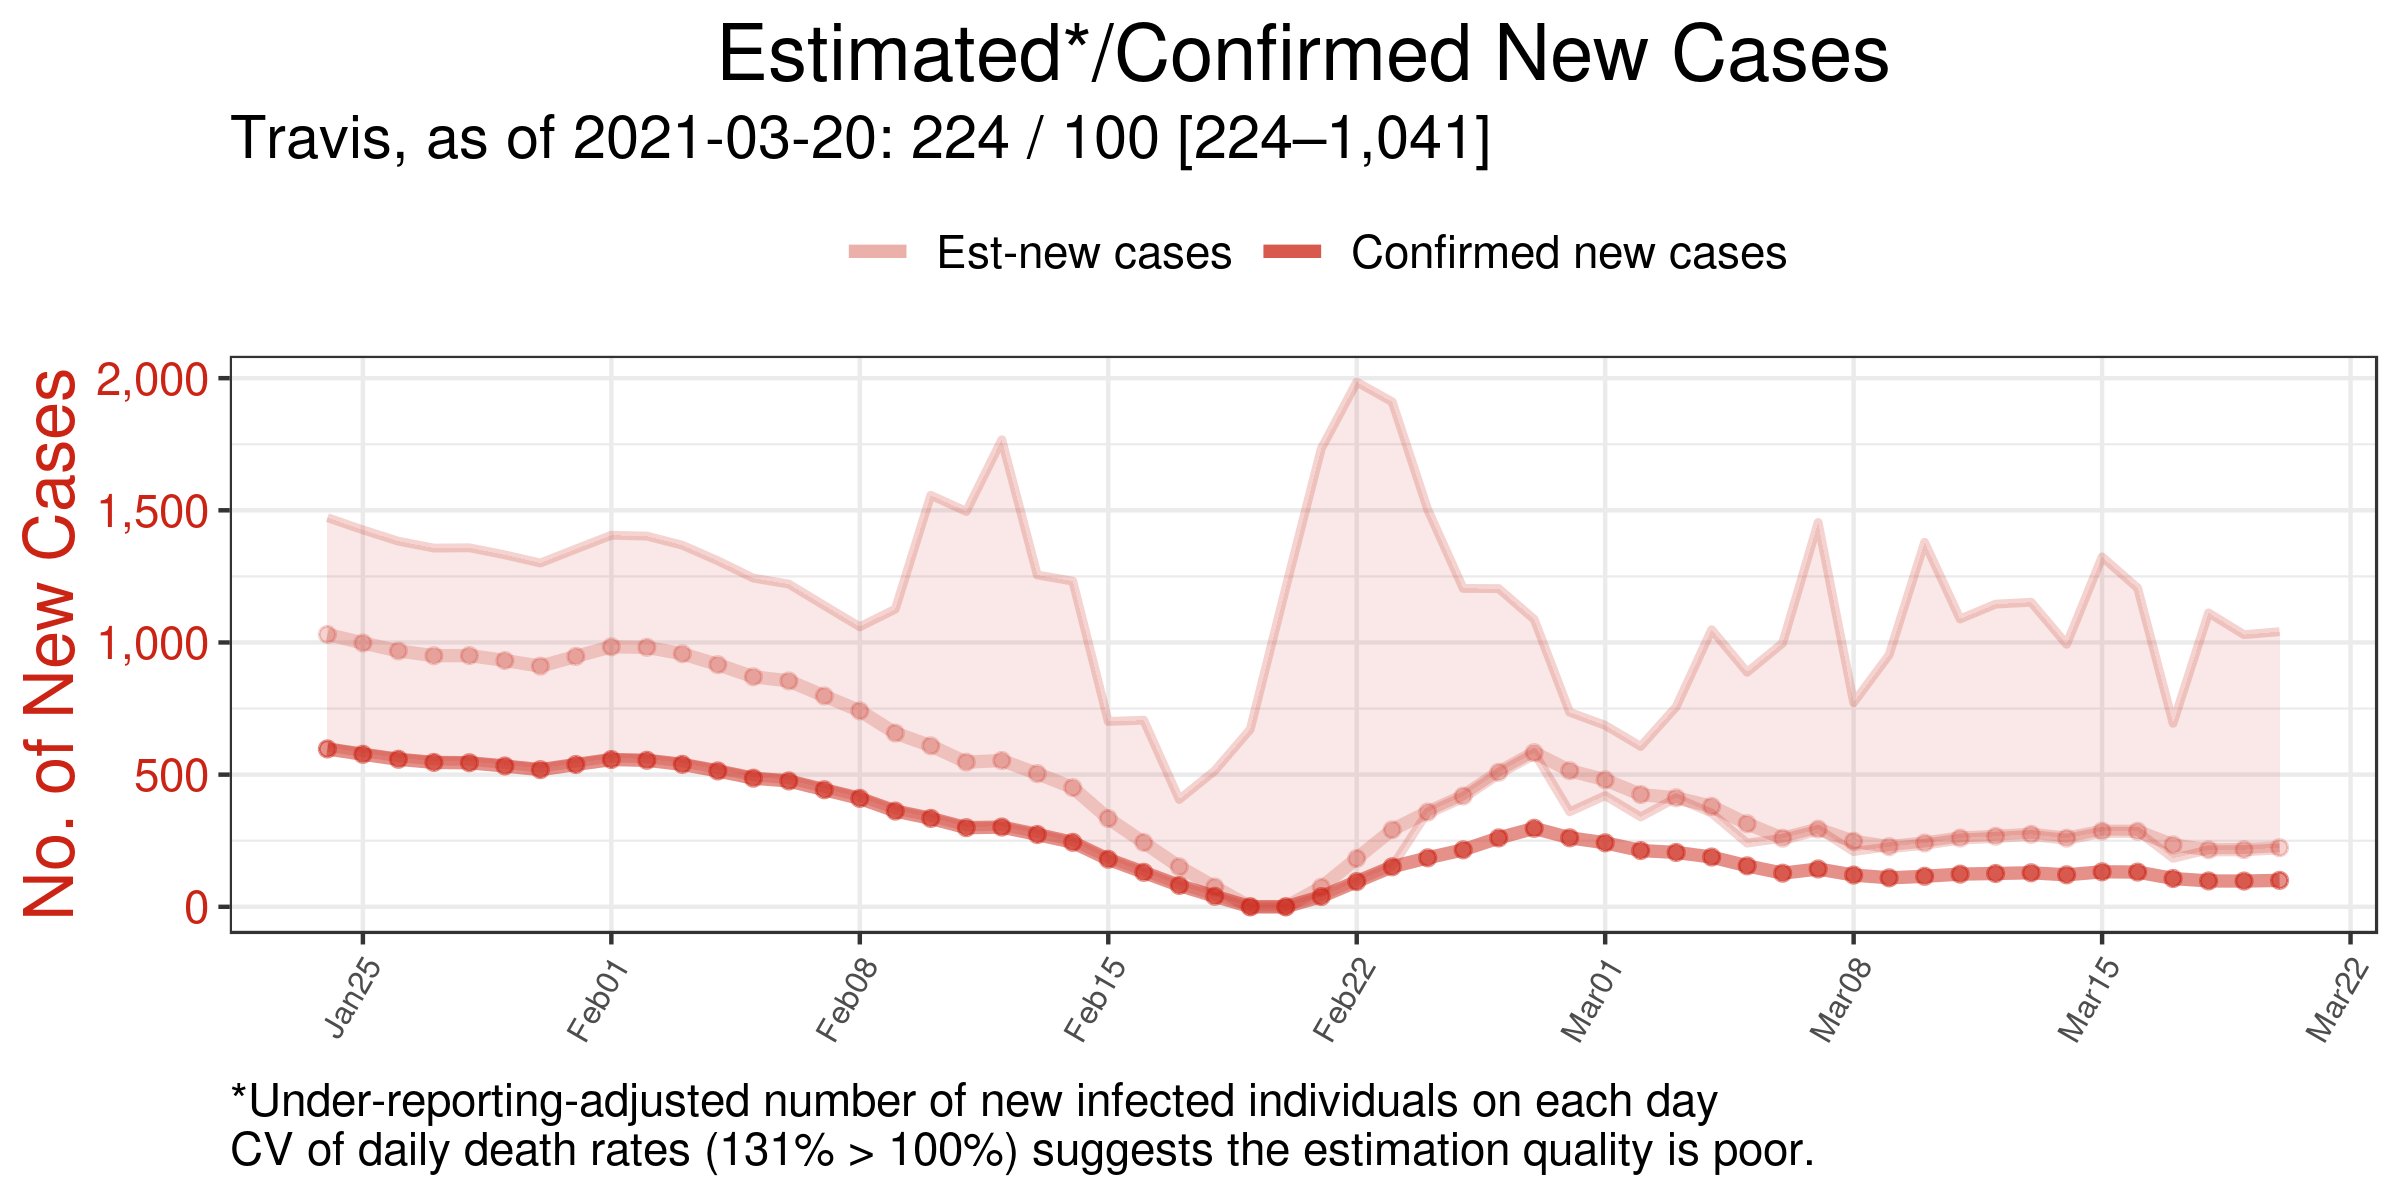 Estimated*/Confirmed New Cases
Travis, as of 2021-03-20: 224 / 100 [224–1,041]
Est-new cases
Confirmed new cases
No. of New Cases
2,000
1,500
1,000
500
0
Jan25
Feb01
Feb08
Feb15
Feb22
Mar01
Mar08
Mar15
Mar22
*Under-reporting-adjusted number of new infected individuals on each day
CV of daily death rates (131% > 100%) suggests the estimation quality is poor.